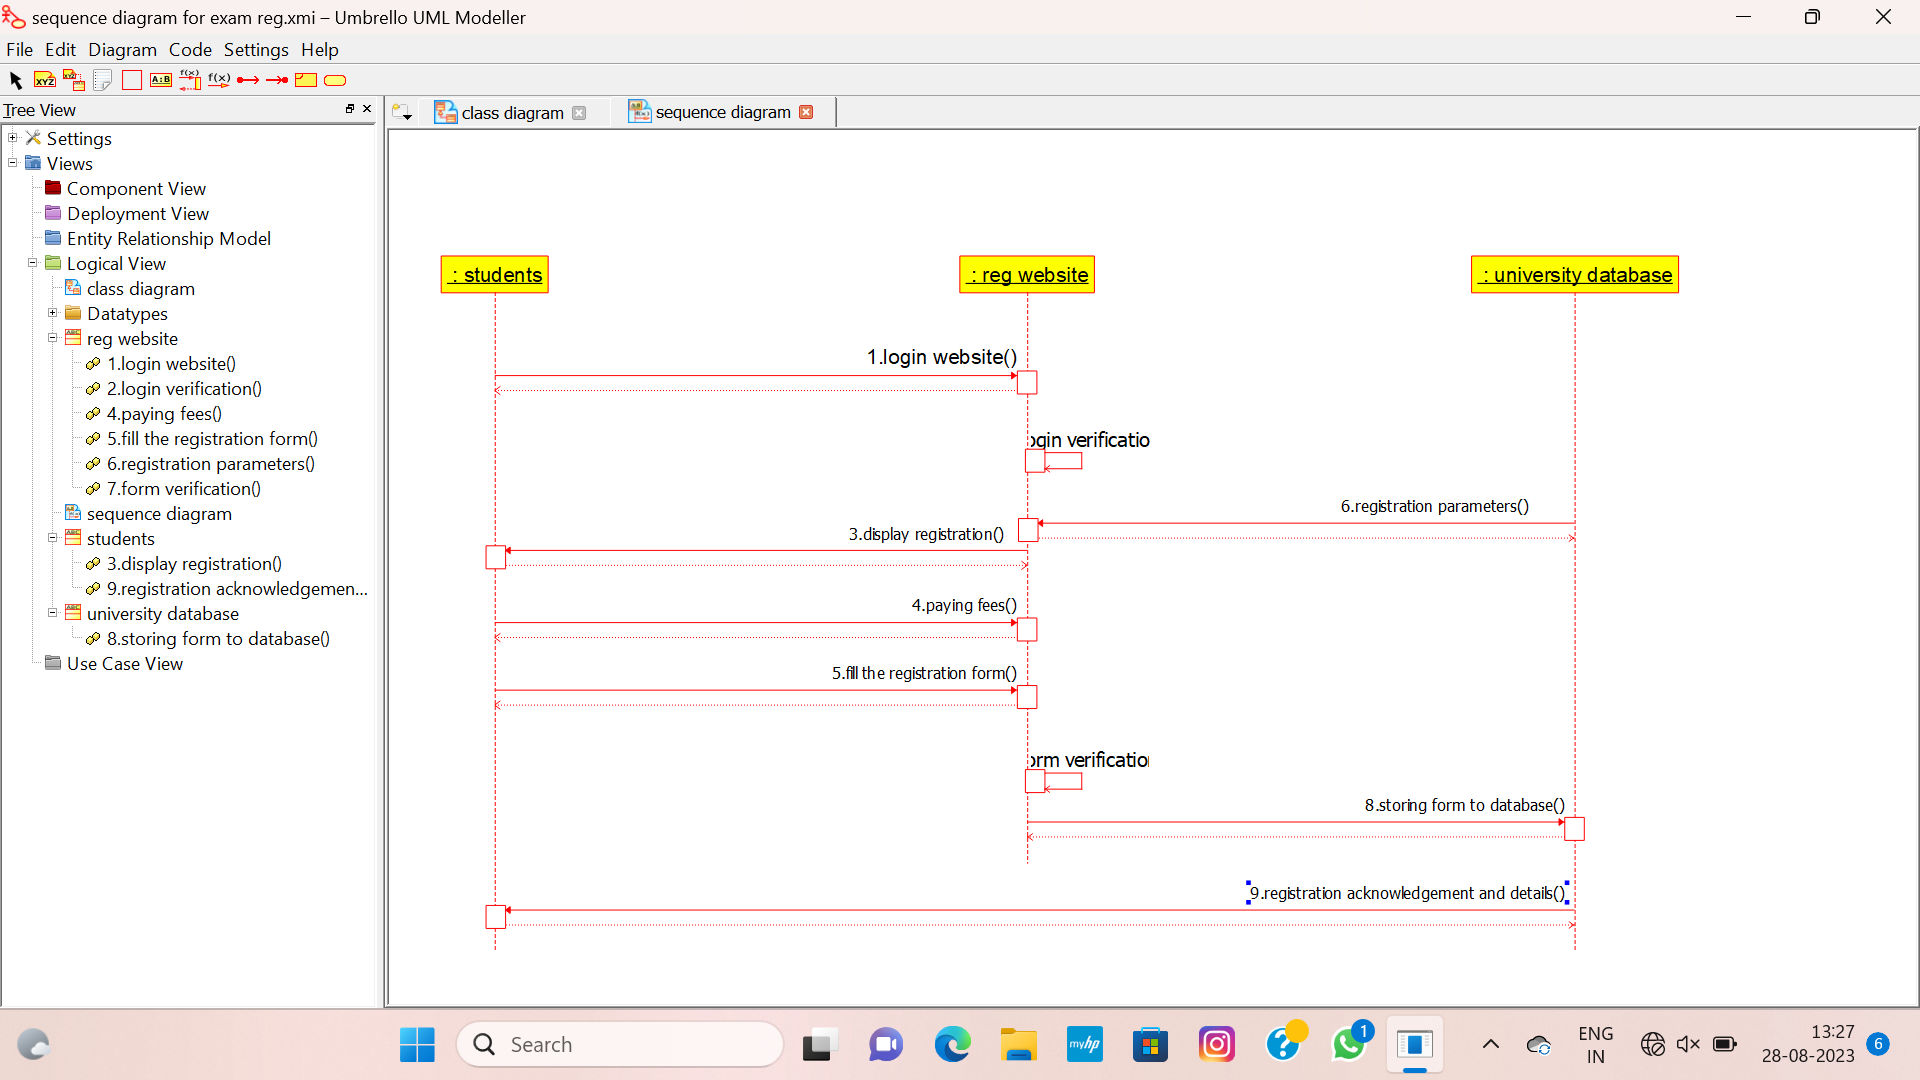 sequence diagram for exam reg.xmi – Umbrello UML Modeller
File Edit Diagram Code Settings Help
XYZ A:B f(x) f(x)
Tree View
class diagram
sequence diagram
Settings
Views
Component View
Deployment View
Entity Relationship Model
Logical View
class diagram
Datatypes
reg website
1.login website()
2.login verification()
4.paying fees()
5.fill the registration form()
6.registration parameters()
7.form verification()
sequence diagram
students
3.display registration()
9.registration acknowledgemen...
university database
8.storing form to database()
Use Case View
: students
: reg website
: university database
1.login website()
ogin verificatio
6.registration parameters()
3.display registration()
4.paying fees()
5.fill the registration form()
orm verification
8.storing form to database()
9.registration acknowledgement and details()
Search
myhp
1
ENG
IN
13:27
28-08-2023
6